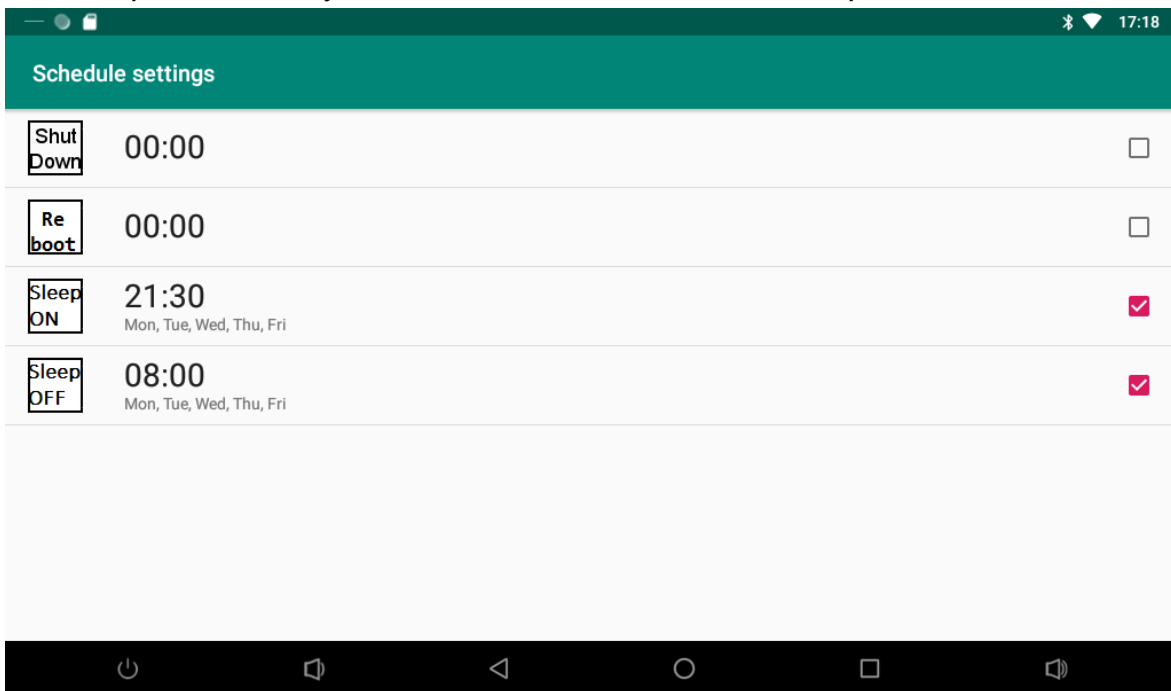 17:18
Schedule settings
Shut
Down
00:00
Re
boot
00:00
Sleep
ON
21:30
Mon, Tue, Wed, Thu, Fri
Sleep
OFF
08:00
Mon, Tue, Wed, Thu, Fri